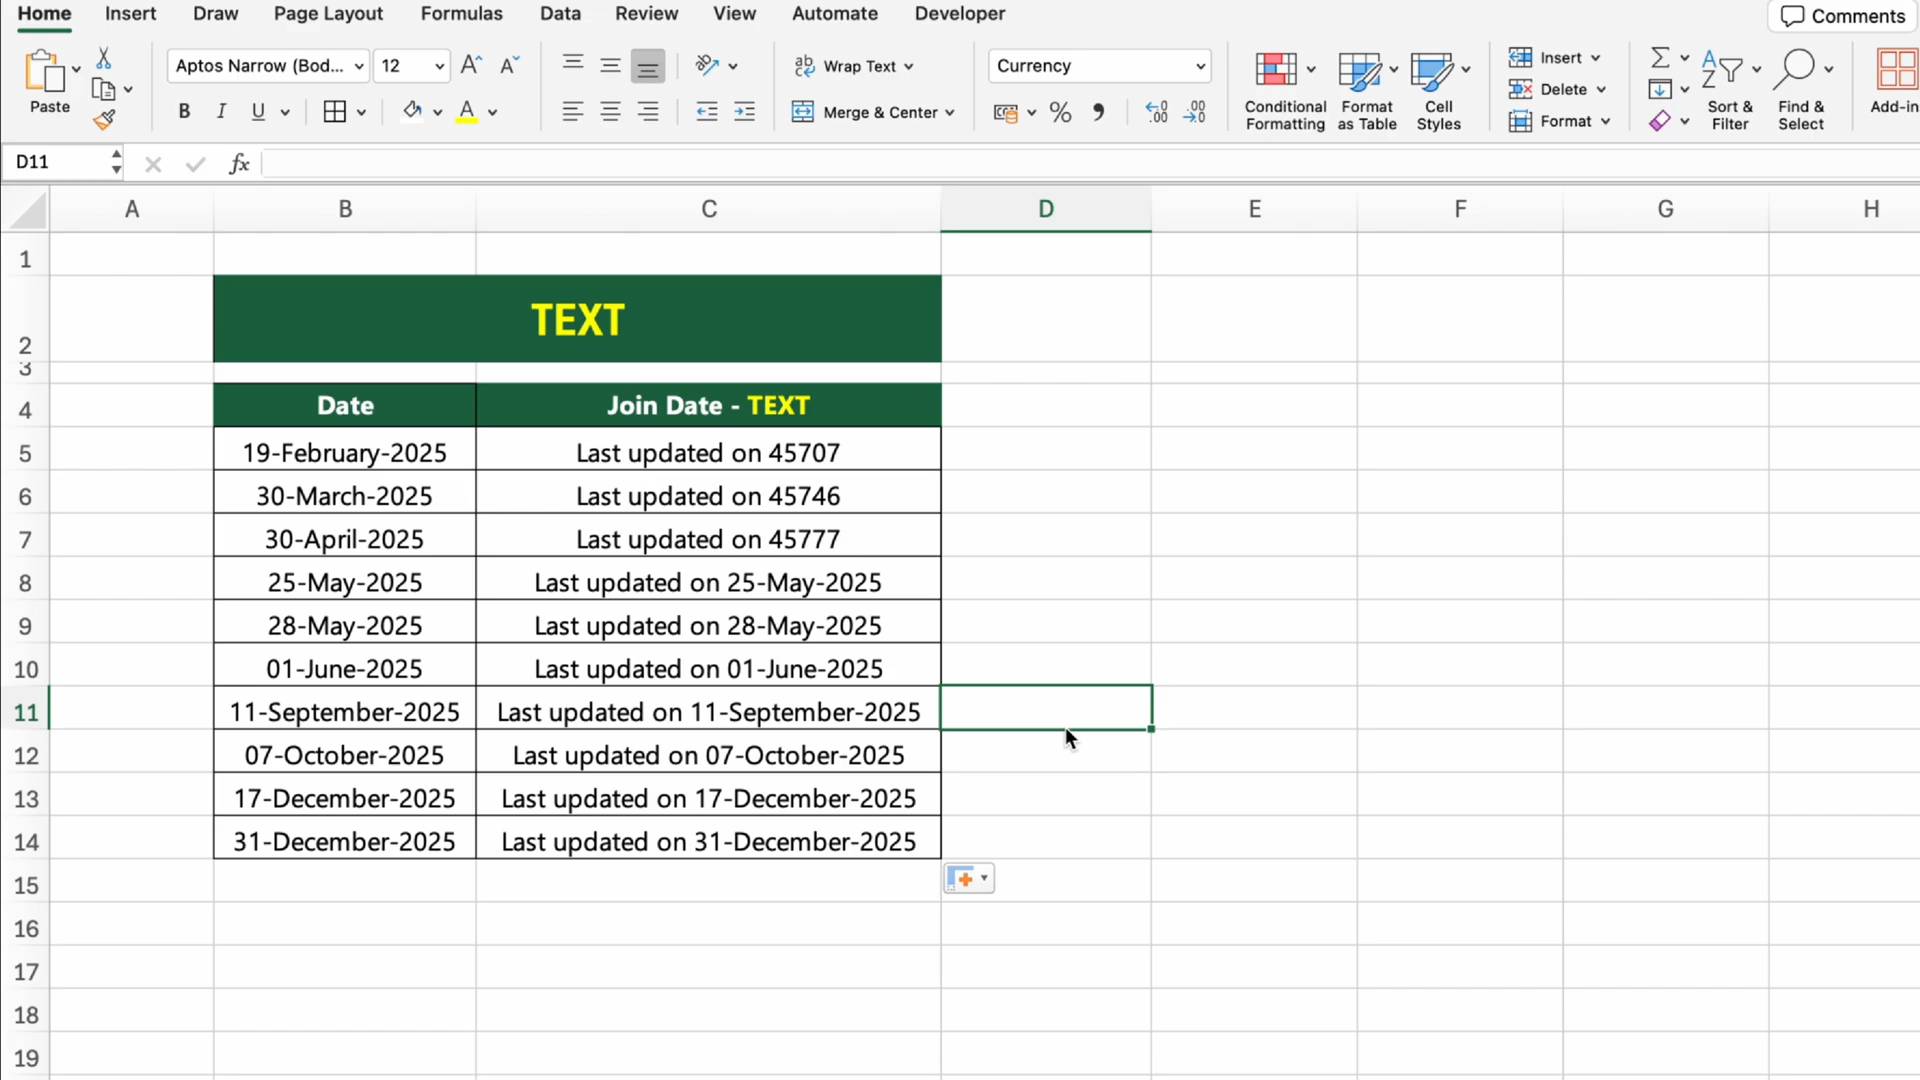 Home Insert Draw Page Layout Formulas Data Review View Automate Developer Comments
Paste Aptos Narrow (Bod... 12 A A Wrap Text Currency Conditional Formatting Format as Table Cell Styles Insert Σ A Z Sort & Filter Find & Select Add-in
Delete
B I U A Merge & Center % .00 .00 Format
D11 fx
A B C D E F G H
1
2 TEXT
3
4 Date Join Date - TEXT
5 19-February-2025 Last updated on 45707
6 30-March-2025 Last updated on 45746
7 30-April-2025 Last updated on 45777
8 25-May-2025 Last updated on 25-May-2025
9 28-May-2025 Last updated on 28-May-2025
10 01-June-2025 Last updated on 01-June-2025
11 11-September-2025 Last updated on 11-September-2025
12 07-October-2025 Last updated on 07-October-2025
13 17-December-2025 Last updated on 17-December-2025
14 31-December-2025 Last updated on 31-December-2025
15
16
17
18
19